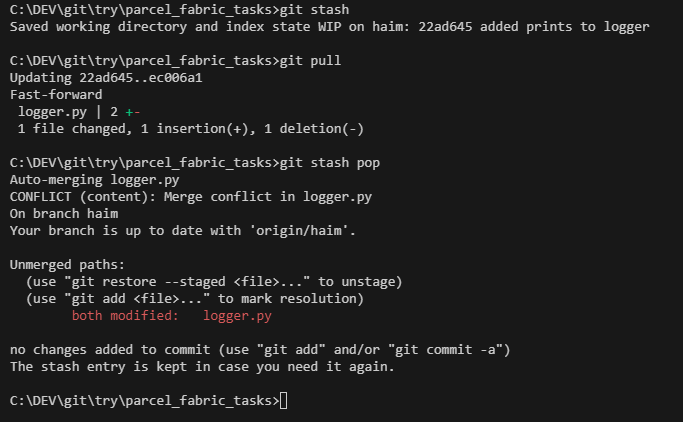 C:\DEV\git\try\parcel_fabric_tasks>git stash
Saved working directory and index state WIP on haim: 22ad645 added prints to logger
C:\DEV\git\try\parcel_fabric_tasks>git pull
Updating 22ad645..ec006a1
Fast-forward
 logger.py | 2 +-
 1 file changed, 1 insertion(+), 1 deletion(-)
C:\DEV\git\try\parcel_fabric_tasks>git stash pop
Auto-merging logger.py
CONFLICT (content): Merge conflict in logger.py
On branch haim
Your branch is up to date with 'origin/haim'.
Unmerged paths:
  (use "git restore --staged <file>..." to unstage)
  (use "git add <file>..." to mark resolution)
        both modified:   logger.py
no changes added to commit (use "git add" and/or "git commit -a")
The stash entry is kept in case you need it again.
C:\DEV\git\try\parcel_fabric_tasks>